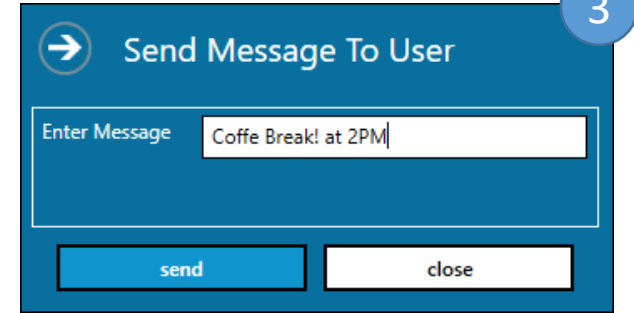 3
Send Message To User
Enter Message Coffe Break! at 2PM
send close